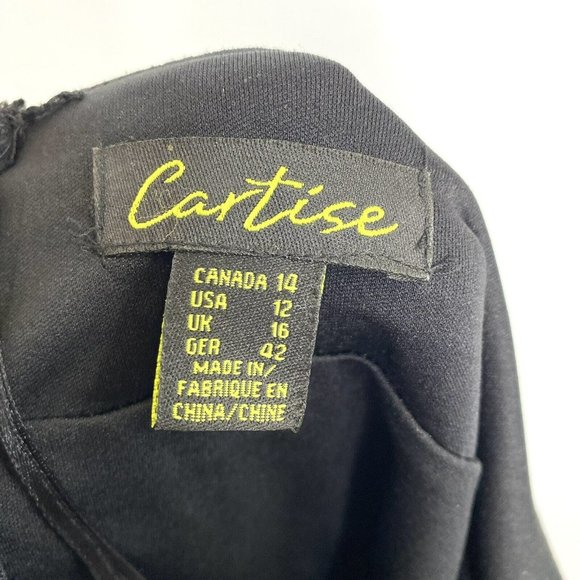 Cartise
CANADA 14
USA 12
UK 16
GER 42
MADE IN/
FABRIQUE EN
CHINA/CHINE